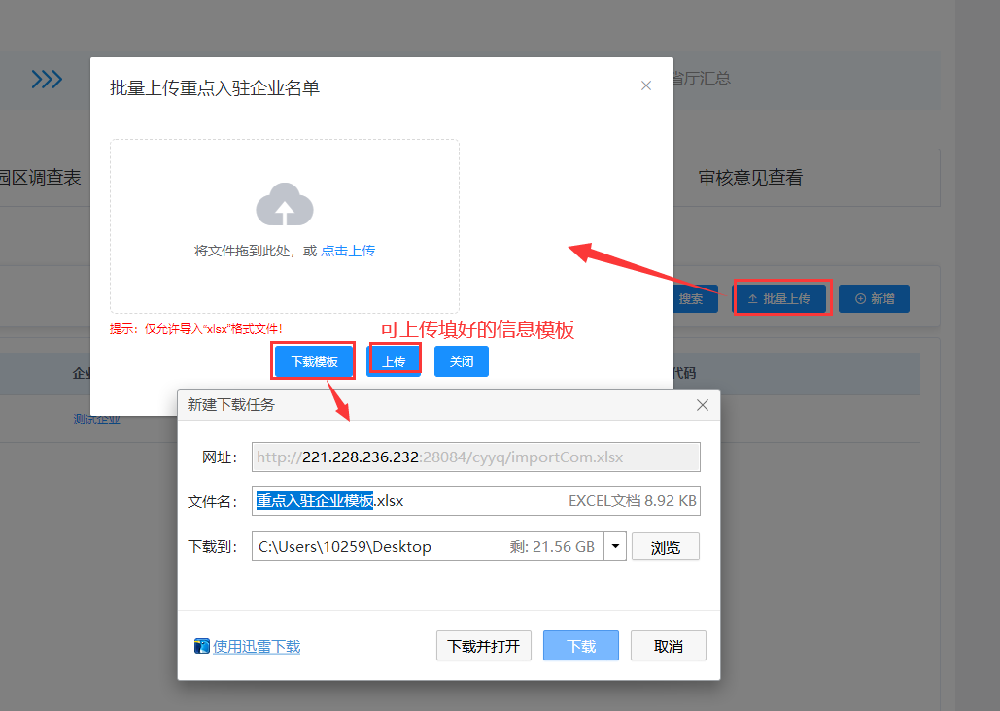 批量上传重点入驻企业名单
省厅汇总
园区调查表
审核意见查看
将文件拖到此处，或 点击上传
搜索
批量上传
新增
提示：仅允许导入“xlsx”格式文件！
可上传填好的信息模板
下载模板
上传
关闭
代码
测试企业
新建下载任务
网址：
http://221.228.236.232:28084/cyyq/importCom.xlsx
文件名：
重点入驻企业模板.xlsx
EXCEL文档 8.92 KB
下载到：
C:\Users\10259\Desktop
剩: 21.56 GB
浏览
使用迅雷下载
下载并打开
下载
取消